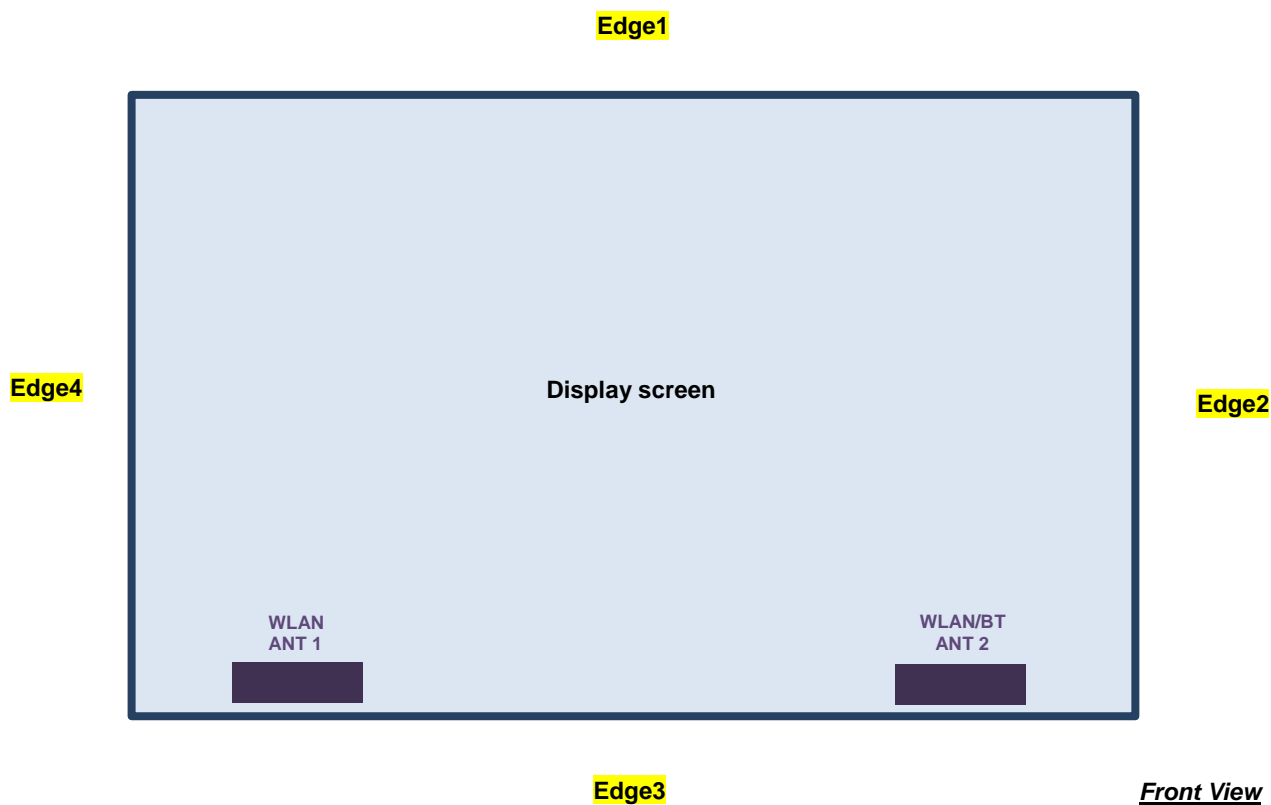 Edge1
Edge4
Display screen
Edge2
WLAN
ANT 1
WLAN/BT
ANT 2
Edge3
Front View